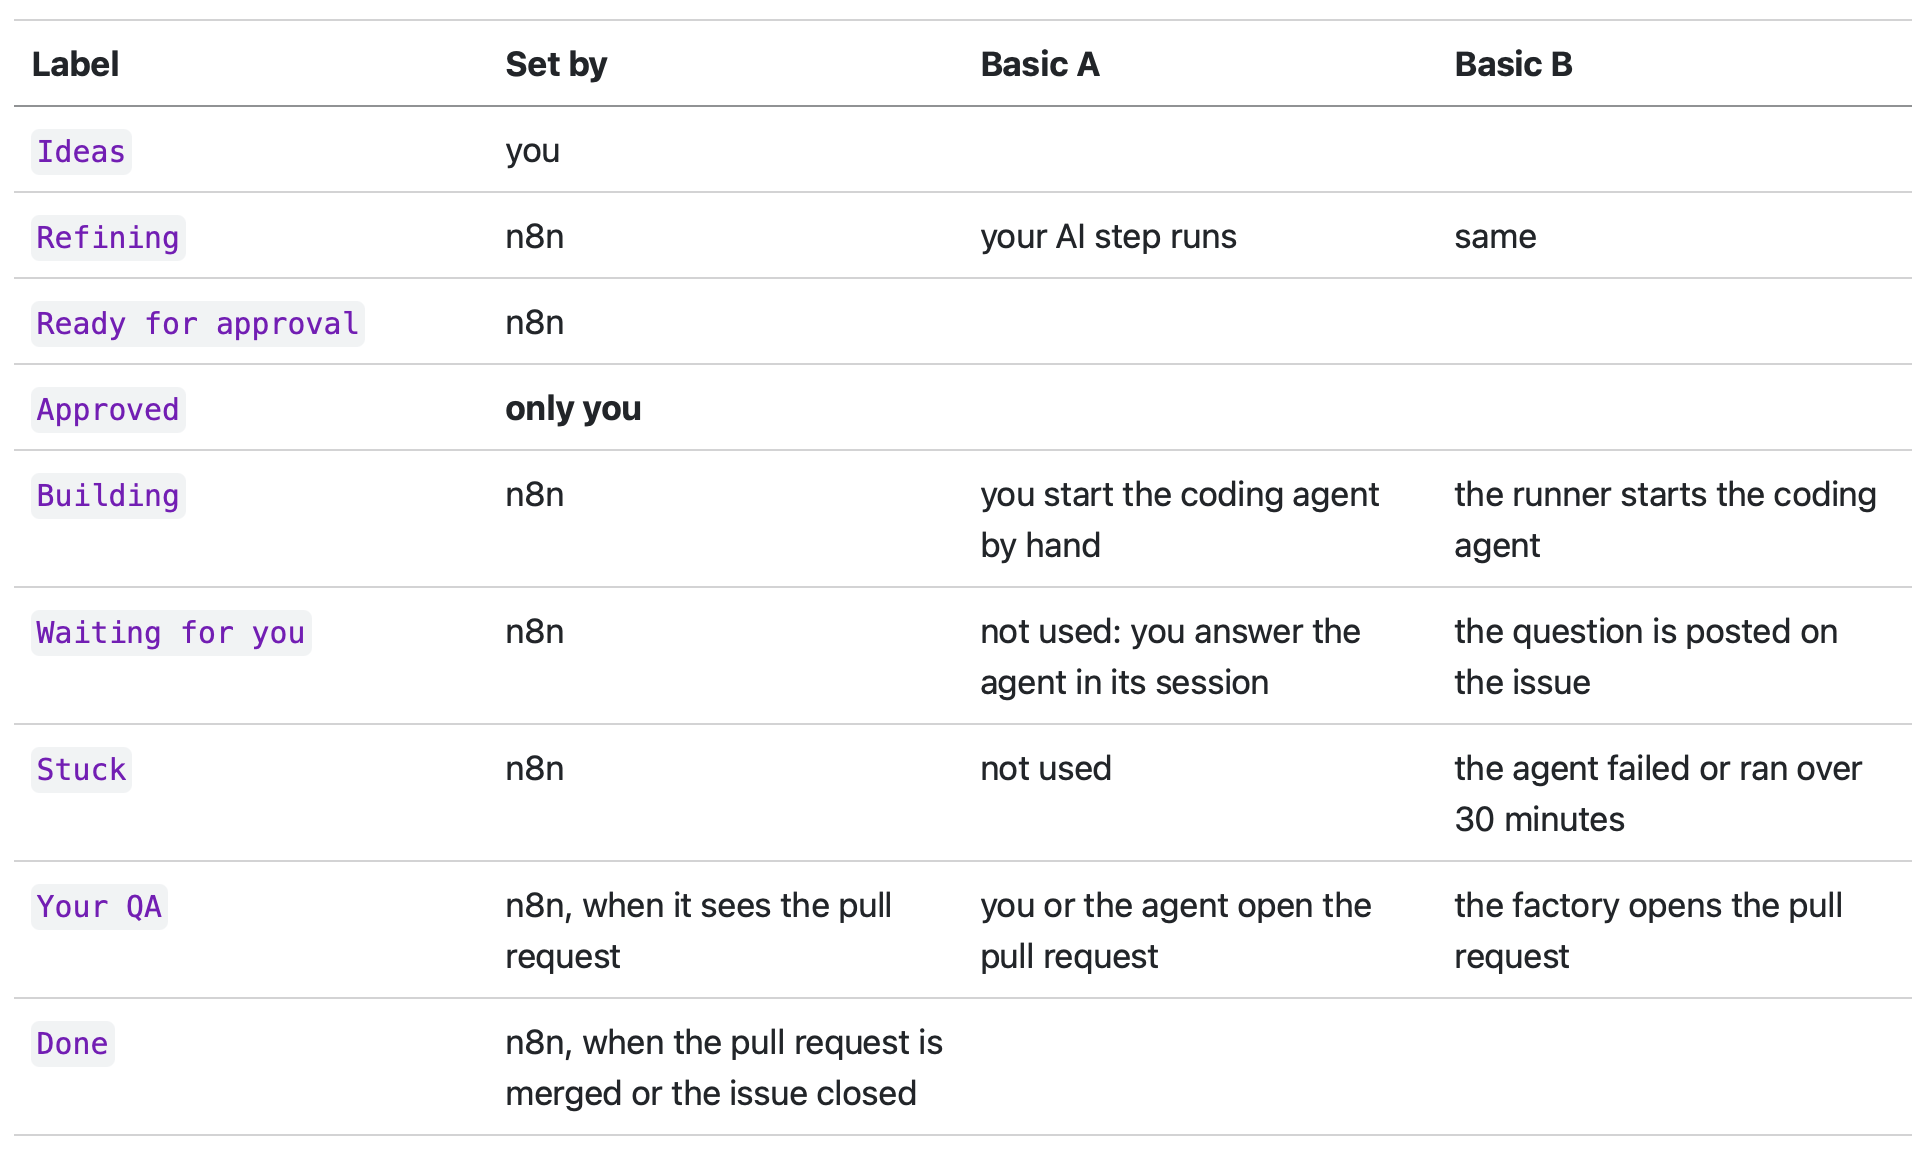 Label Set by Basic A Basic B
Ideas you
Refining n8n your AI step runs same
Ready for approval n8n
Approved only you
Building n8n you start the coding agent the runner starts the coding
by hand agent
Waiting for you n8n not used: you answer the the question is posted on
agent in its session the issue
Stuck n8n not used the agent failed or ran over
30 minutes
Your QA n8n, when it sees the pull you or the agent open the the factory opens the pull
request pull request request
Done n8n, when the pull request is
merged or the issue closed